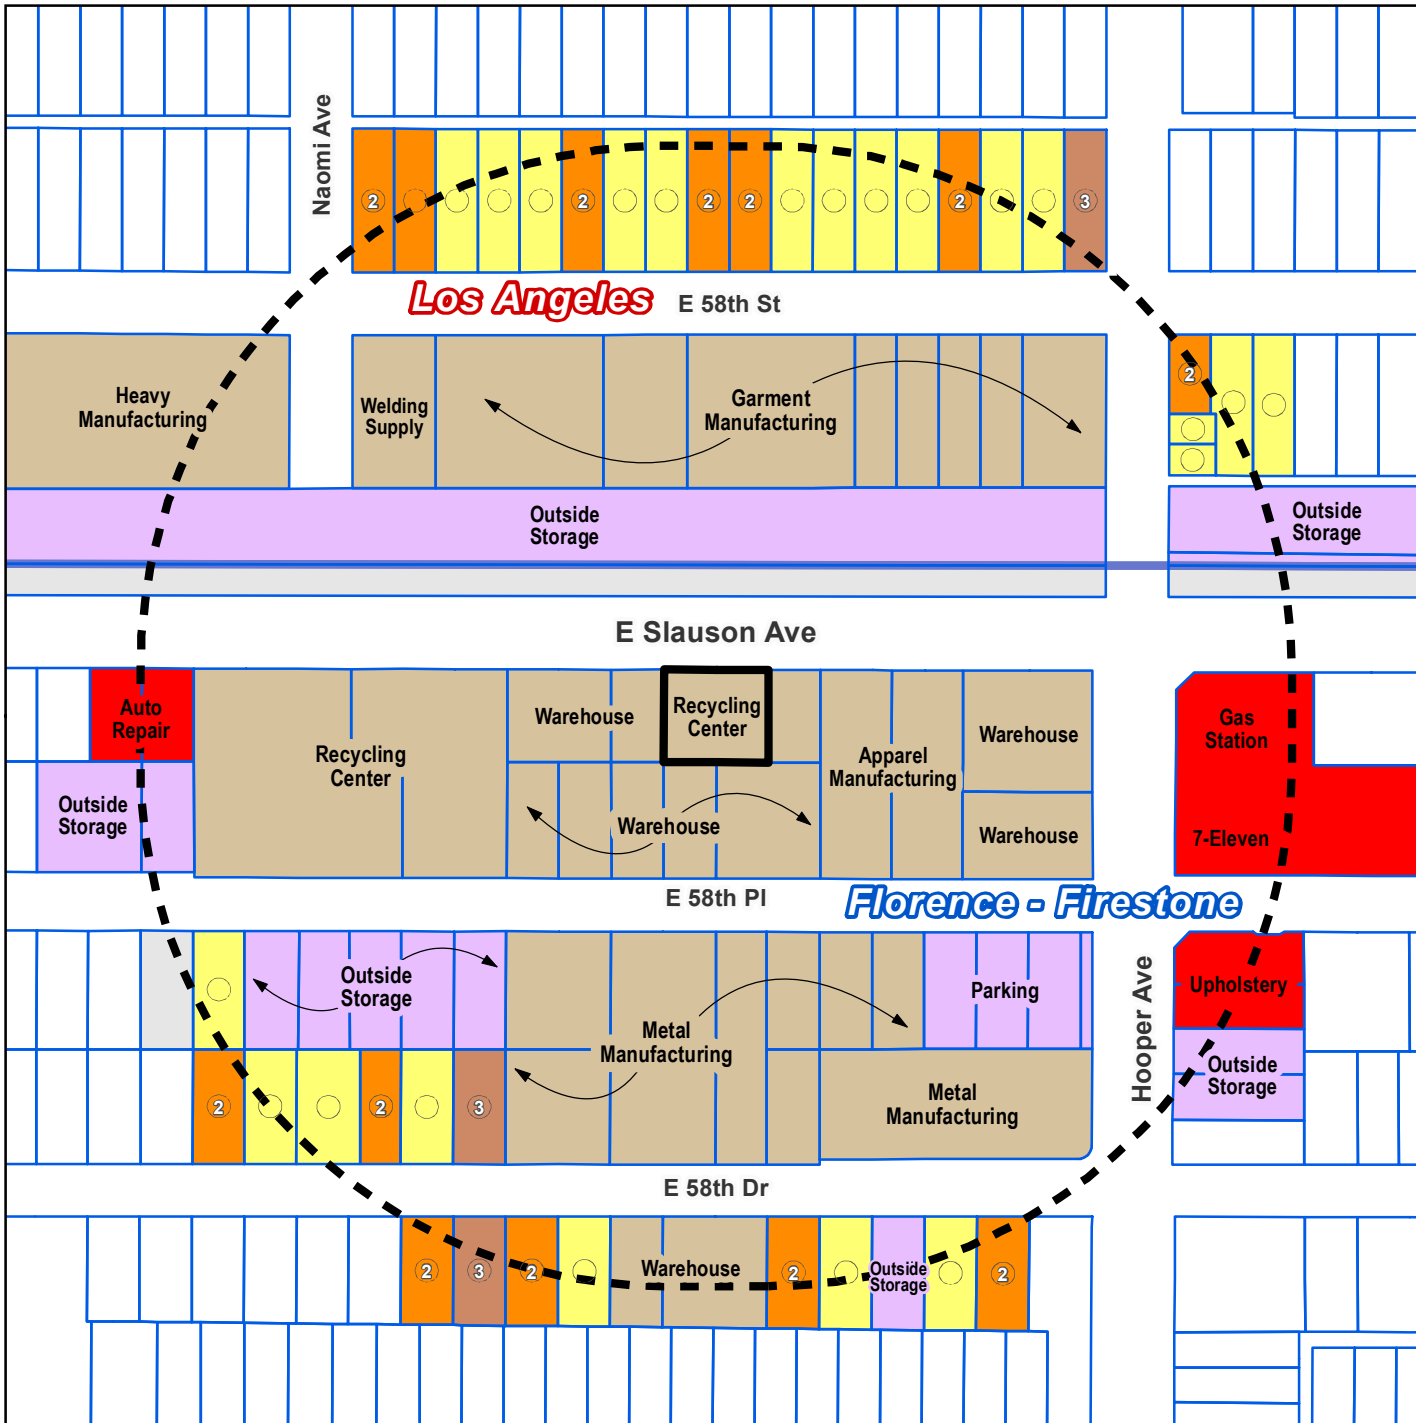 Naomi Ave
2
2
2
2
2
3
Los Angeles
E 58th St
Heavy
Manufacturing
Welding
Supply
Garment
Manufacturing
2
Outside
Storage
Outside
Storage
E Slauson Ave
Auto
Repair
Recycling
Center
Warehouse
Recycling
Center
Apparel
Manufacturing
Warehouse
Gas
Station
Outside
Storage
Warehouse
Warehouse
7-Eleven
E 58th Pl
Florence - Firestone
Outside
Storage
Metal
Manufacturing
Parking
Hooper Ave
Upholstery
Outside
Storage
2
2
3
Metal
Manufacturing
E 58th Dr
2
3
2
Warehouse
2
Outside
Storage
2